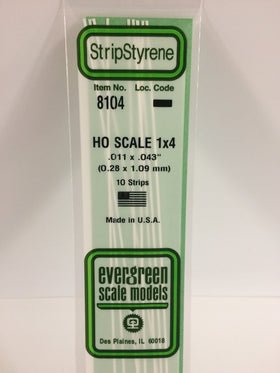 StripStyrene
Item No. Loc. Code
8104
HO SCALE 1x4
.011 x .043"
(0.28 x 1.09 mm)
10 Strips
Made in U.S.A.
evergreen
scale models
Des Plaines, IL 60018